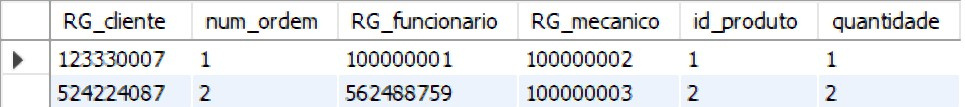 RG_cliente num_ordem RG_funcionario RG_mecanico id_produto quantidade
123330007 1 100000001 100000002 1 1
524224087 2 562488759 100000003 2 2